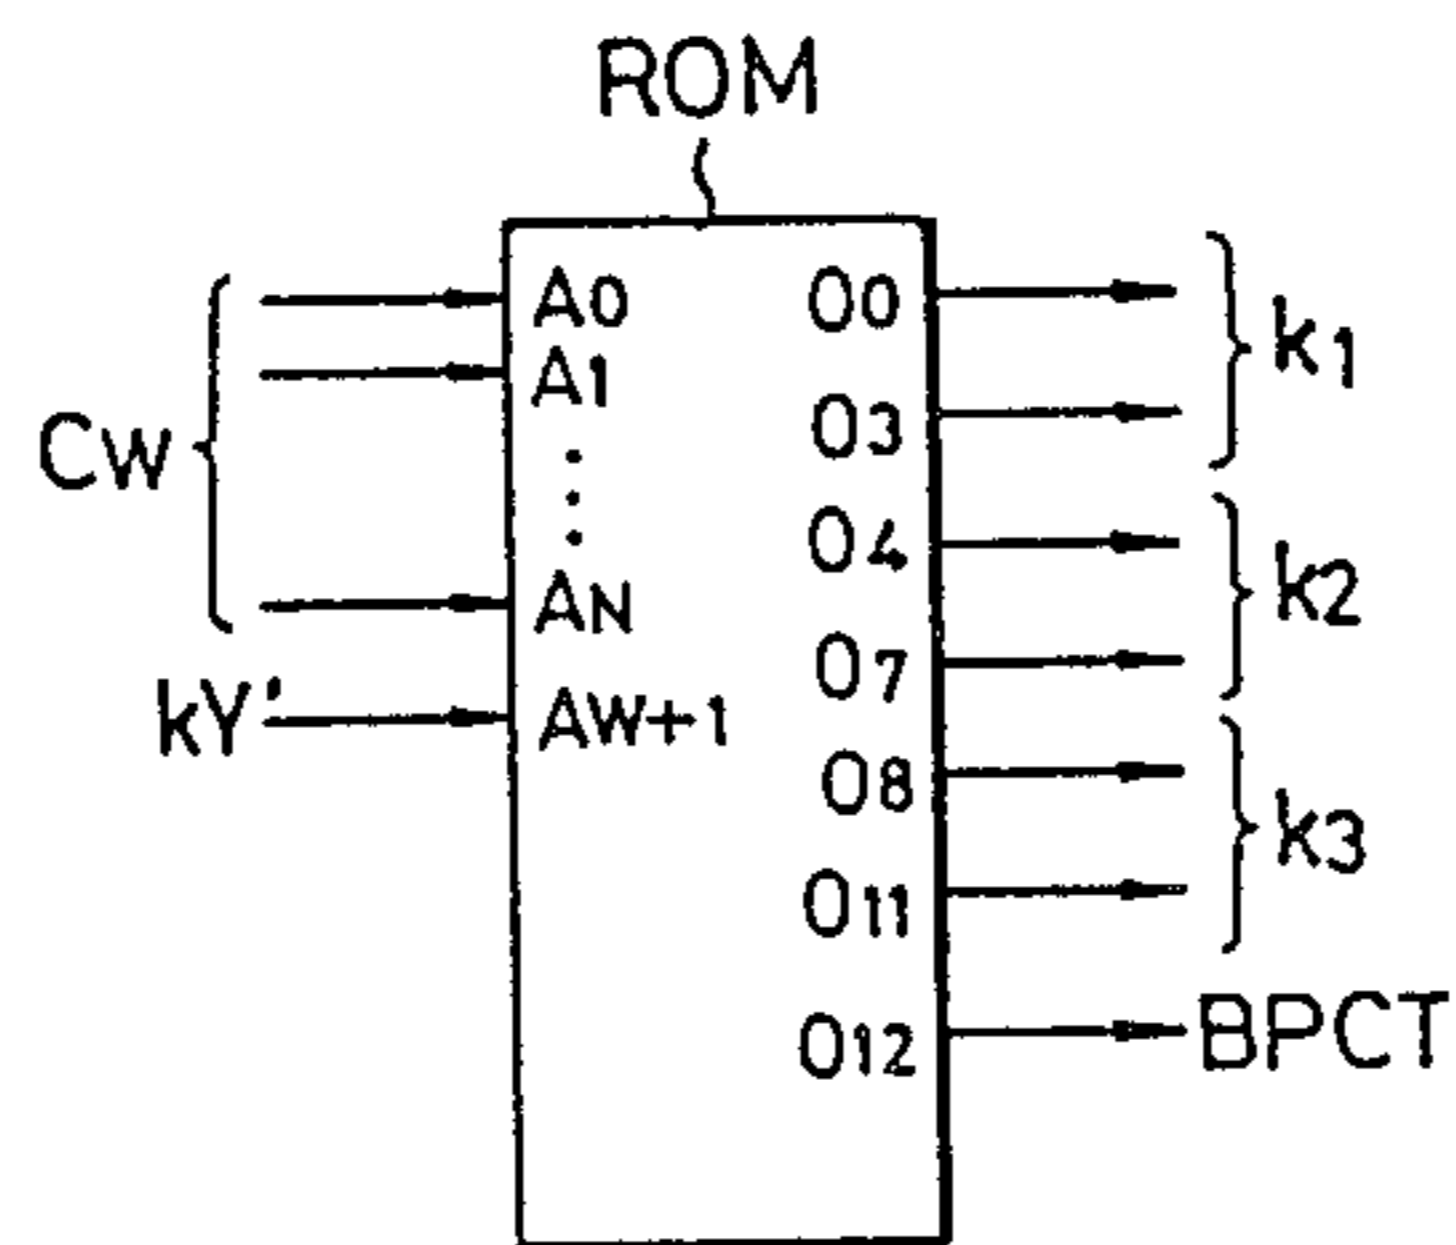 ROM
A0 O0
A1 k1
CW O3
AN O4 k2
kY' AW+1 O7
O8 k3
O11
O12 BPCT